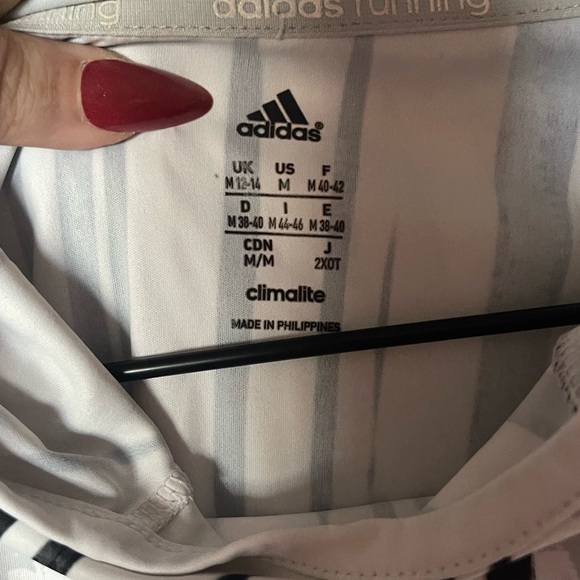 running
adidas running
adidas®
UK US F
M 12-14 M M 40-42
D I E
M 38-40 M 44-46 M 38-40
CDN J
M/M 2XOT
climalite
MADE IN PHILIPPINES